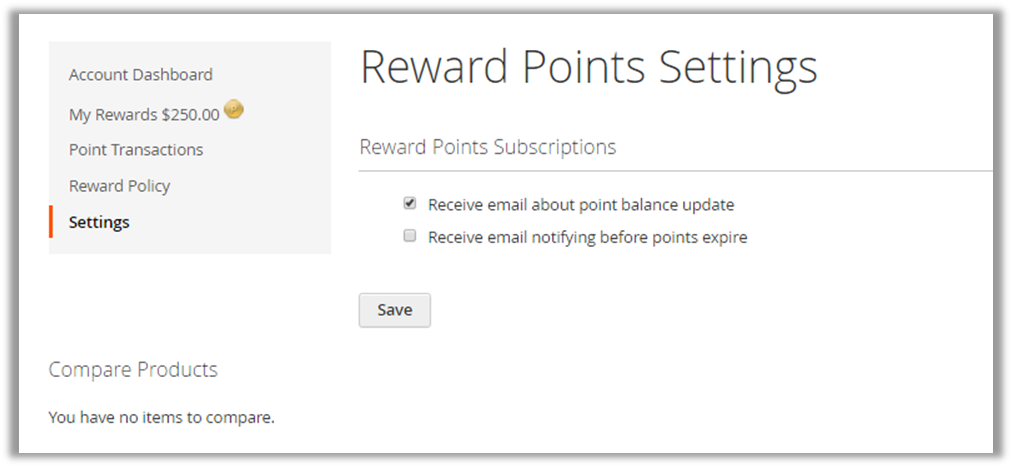 Account Dashboard
My Rewards $250.00
Point Transactions
Reward Policy
Settings
Reward Points Settings
Reward Points Subscriptions
Receive email about point balance update
Receive email notifying before points expire
Save
Compare Products
You have no items to compare.